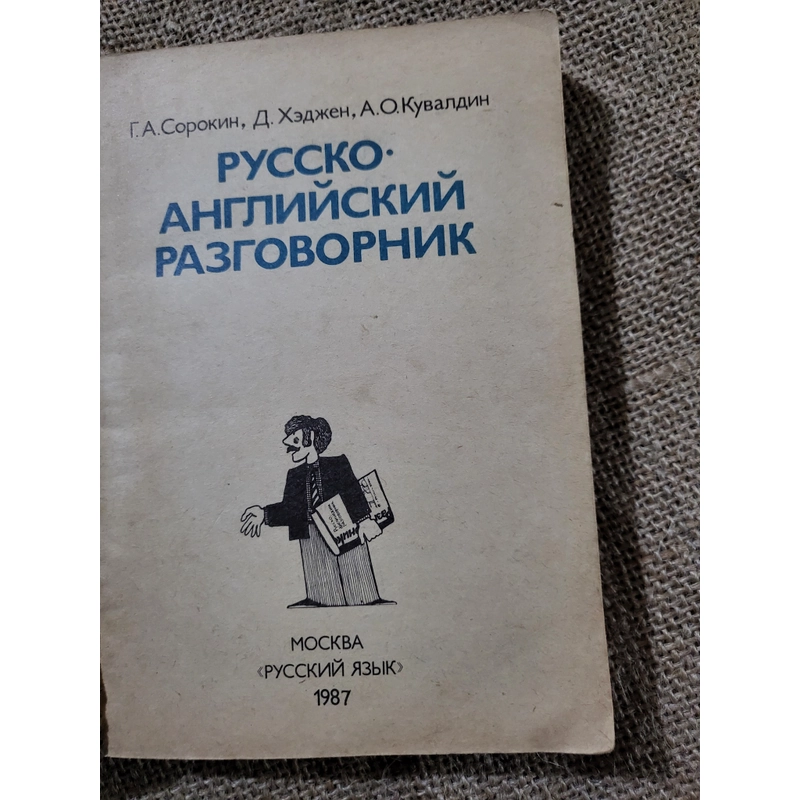 Г.А.Сорокин, Д. Хэджен, А.О.Кувалдин
РУССКО-
АНГЛИЙСКИЙ
РАЗГОВОРНИК
МОСКВА
«РУССКИЙ ЯЗЫК»
1987